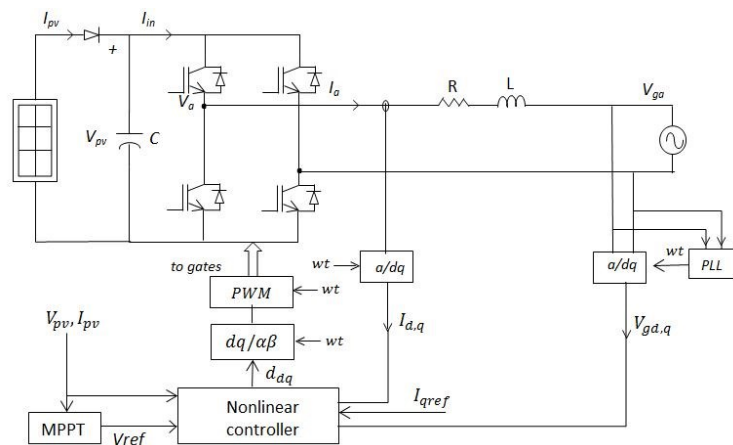 I_pv
I_in
+
V_pv
C
V_a
I_a
R
L
V_ga
to gates
PWM
wt
dq/αβ
wt
d_dq
wt
a/dq
I_d,q
a/dq
wt
PLL
V_gd,q
V_pv, I_pv
MPPT
Vref
Nonlinear
controller
I_qref